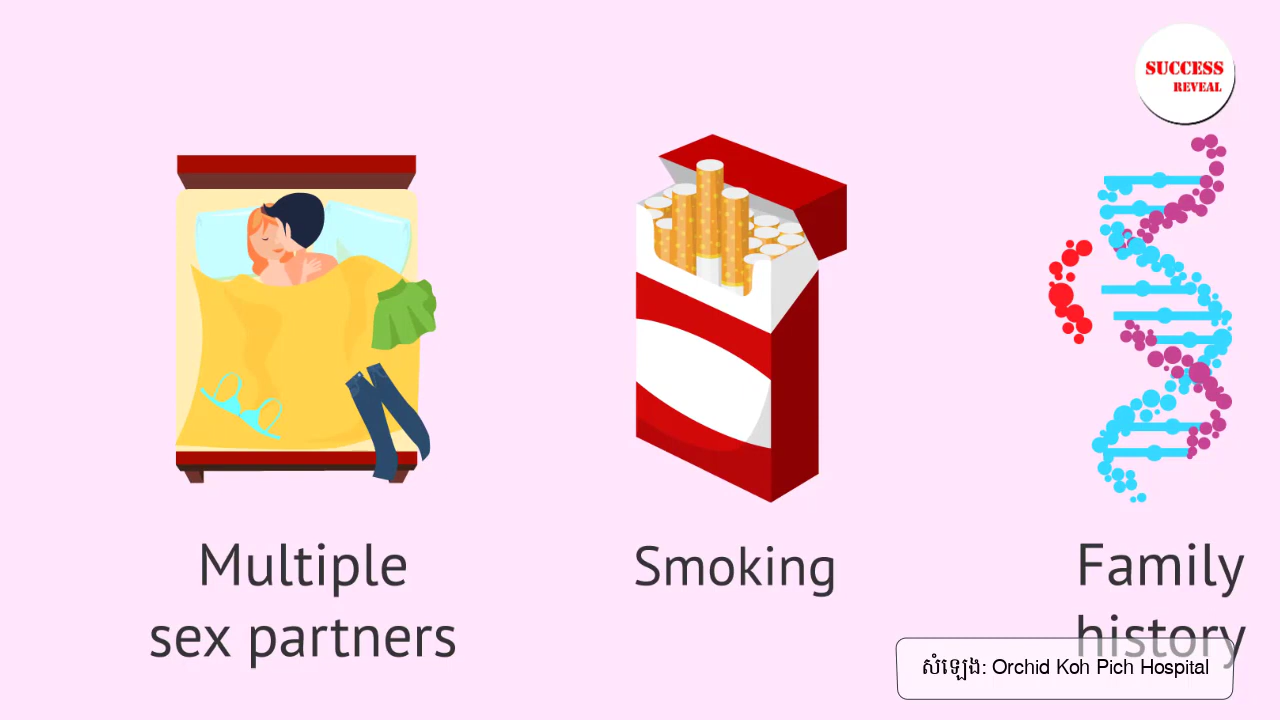 SUCCESS
REVEAL
Multiple
sex partners
Smoking
Family
history
សំឡេង: Orchid Koh Pich Hospital